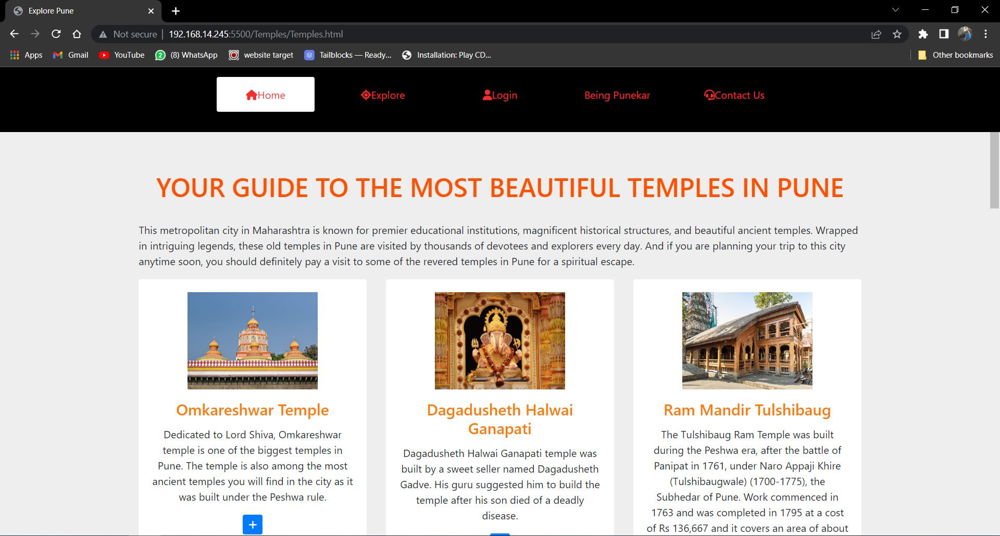 Explore Pune
Not secure 192.168.14.245:5500/Temples/Temples.html
Apps Gmail YouTube (8) WhatsApp website target Tailblocks — Ready... Installation: Play CD... Other bookmarks
Home Explore Login Being Punekar Contact Us
YOUR GUIDE TO THE MOST BEAUTIFUL TEMPLES IN PUNE
This metropolitan city in Maharashtra is known for premier educational institutions, magnificent historical structures, and beautiful ancient temples. Wrapped
in intriguing legends, these old temples in Pune are visited by thousands of devotees and explorers every day. And if you are planning your trip to this city
anytime soon, you should definitely pay a visit to some of the revered temples in Pune for a spiritual escape.
Omkareshwar Temple
Dedicated to Lord Shiva, Omkareshwar
temple is one of the biggest temples in
Pune. The temple is also among the most
ancient temples you will find in the city as it
was built under the Peshwa rule.
+
Dagadusheth Halwai
Ganapati
Dagadusheth Halwai Ganapati temple was
built by a sweet seller named Dagadusheth
Gadve. His guru suggested him to build the
temple after his son died of a deadly
disease.
Ram Mandir Tulshibaug
The Tulshibaug Ram Temple was built
during the Peshwa era, after the battle of
Panipat in 1761, under Naro Appaji Khire
(Tulshibaugwale) (1700-1775), the
Subhedar of Pune. Work commenced in
1763 and was completed in 1795 at a cost
of Rs 136,667 and it covers an area of about